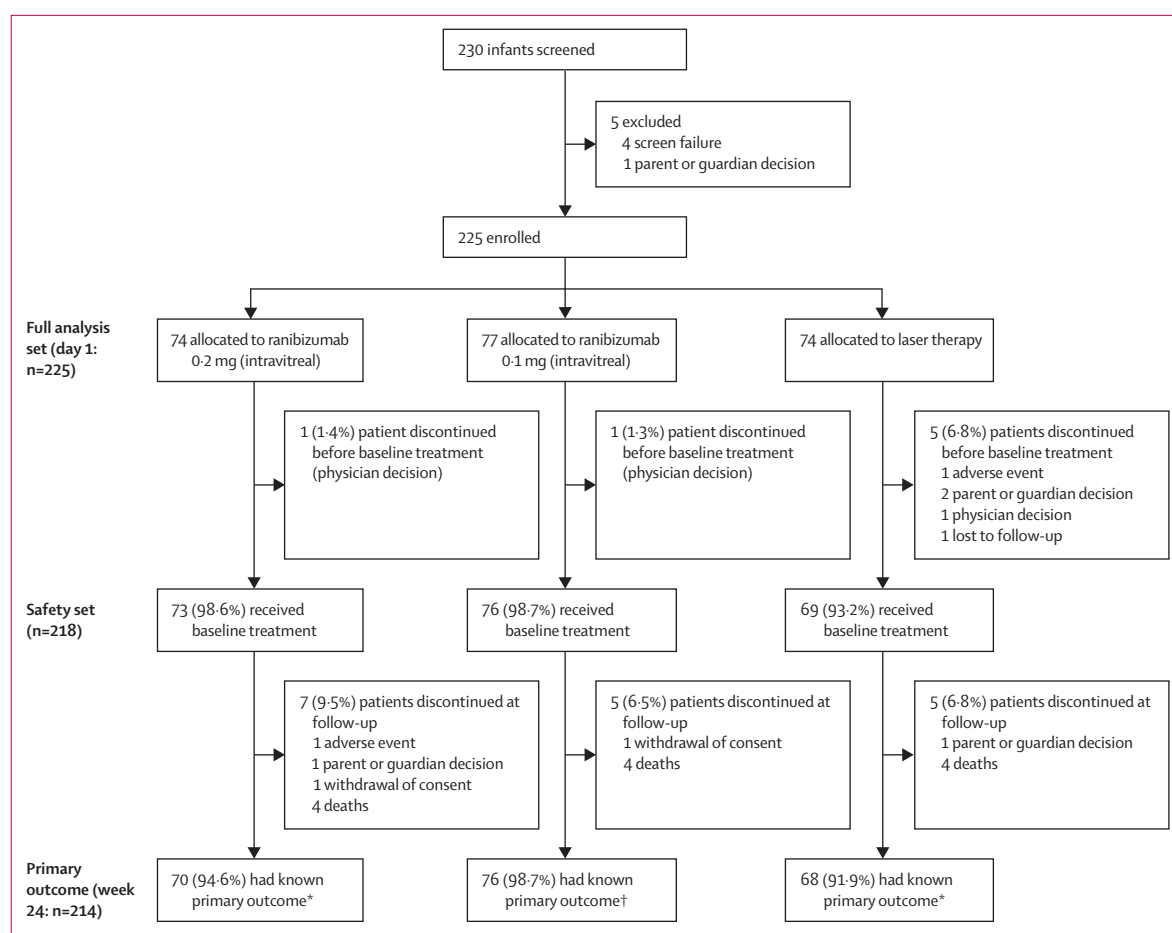 230 infants screened
5 excluded
4 screen failure
1 parent or guardian decision
225 enrolled
Full analysis
set (day 1:
n=225)
74 allocated to ranibizumab
0·2 mg (intravitreal)
77 allocated to ranibizumab
0·1 mg (intravitreal)
74 allocated to laser therapy
1 (1·4%) patient discontinued
before baseline treatment
(physician decision)
1 (1·3%) patient discontinued
before baseline treatment
(physician decision)
5 (6·8%) patients discontinued
before baseline treatment
1 adverse event
2 parent or guardian decision
1 physician decision
1 lost to follow-up
Safety set
(n=218)
73 (98·6%) received
baseline treatment
76 (98·7%) received
baseline treatment
69 (93·2%) received
baseline treatment
7 (9·5%) patients discontinued at
follow-up
1 adverse event
1 parent or guardian decision
1 withdrawal of consent
4 deaths
5 (6·5%) patients discontinued at
follow-up
1 withdrawal of consent
4 deaths
5 (6·8%) patients discontinued at
follow-up
1 parent or guardian decision
4 deaths
Primary
outcome (week
24: n=214)
70 (94·6%) had known
primary outcome*
76 (98·7%) had known
primary outcome†
68 (91·9%) had known
primary outcome*